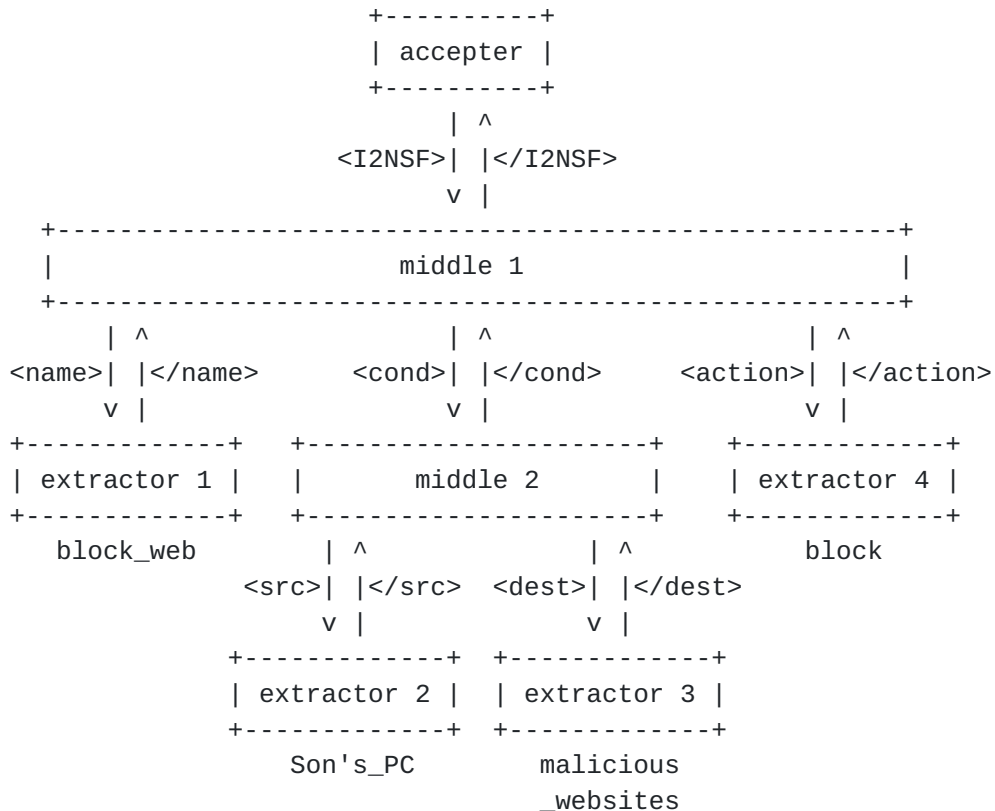 +----------+
| accepter |
+----------+
| ^
<I2NSF>| |</I2NSF>
v |
+------------------------------------------------------+
| middle 1 |
+------------------------------------------------------+
| ^ | ^ | ^
<name>| |</name> <cond>| |</cond> <action>| |</action>
v | v | v |
+-------------+ +----------------------+ +-------------+
| extractor 1 | | middle 2 | | extractor 4 |
+-------------+ +----------------------+ +-------------+
block_web | ^ | ^ block
<src>| |</src> <dest>| |</dest>
v | v |
+-------------+ +-------------+
| extractor 2 | | extractor 3 |
+-------------+ +-------------+
Son's_PC malicious
_websites